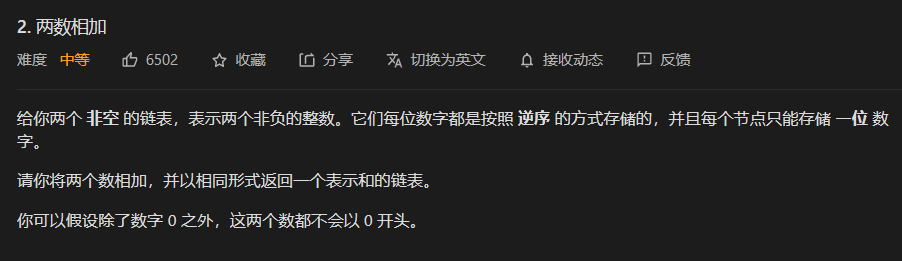 2. 两数相加
难度 中等 6502 收藏 分享 切换为英文 接收动态 反馈
给你两个 非空 的链表，表示两个非负的整数。它们每位数字都是按照 逆序 的方式存储的，并且每个节点只能存储 一位 数
字。
请你将两个数相加，并以相同形式返回一个表示和的链表。
你可以假设除了数字 0 之外，这两个数都不会以 0 开头。